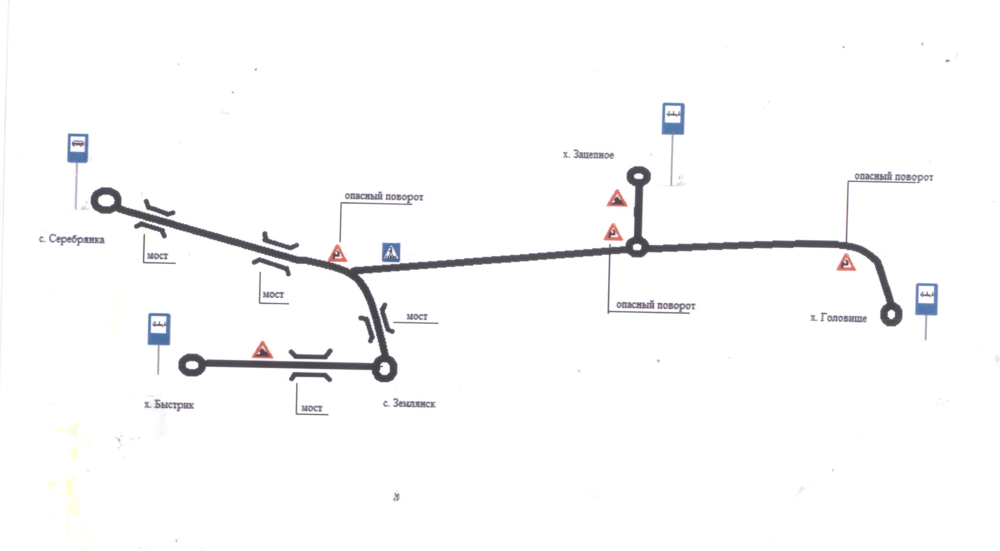 х. Зацепное
опасный поворот
опасный поворот
с. Серебрянка
мост
мост
опасный поворот
мост
х. Головище
х. Быстрик
с. Землянск
мост